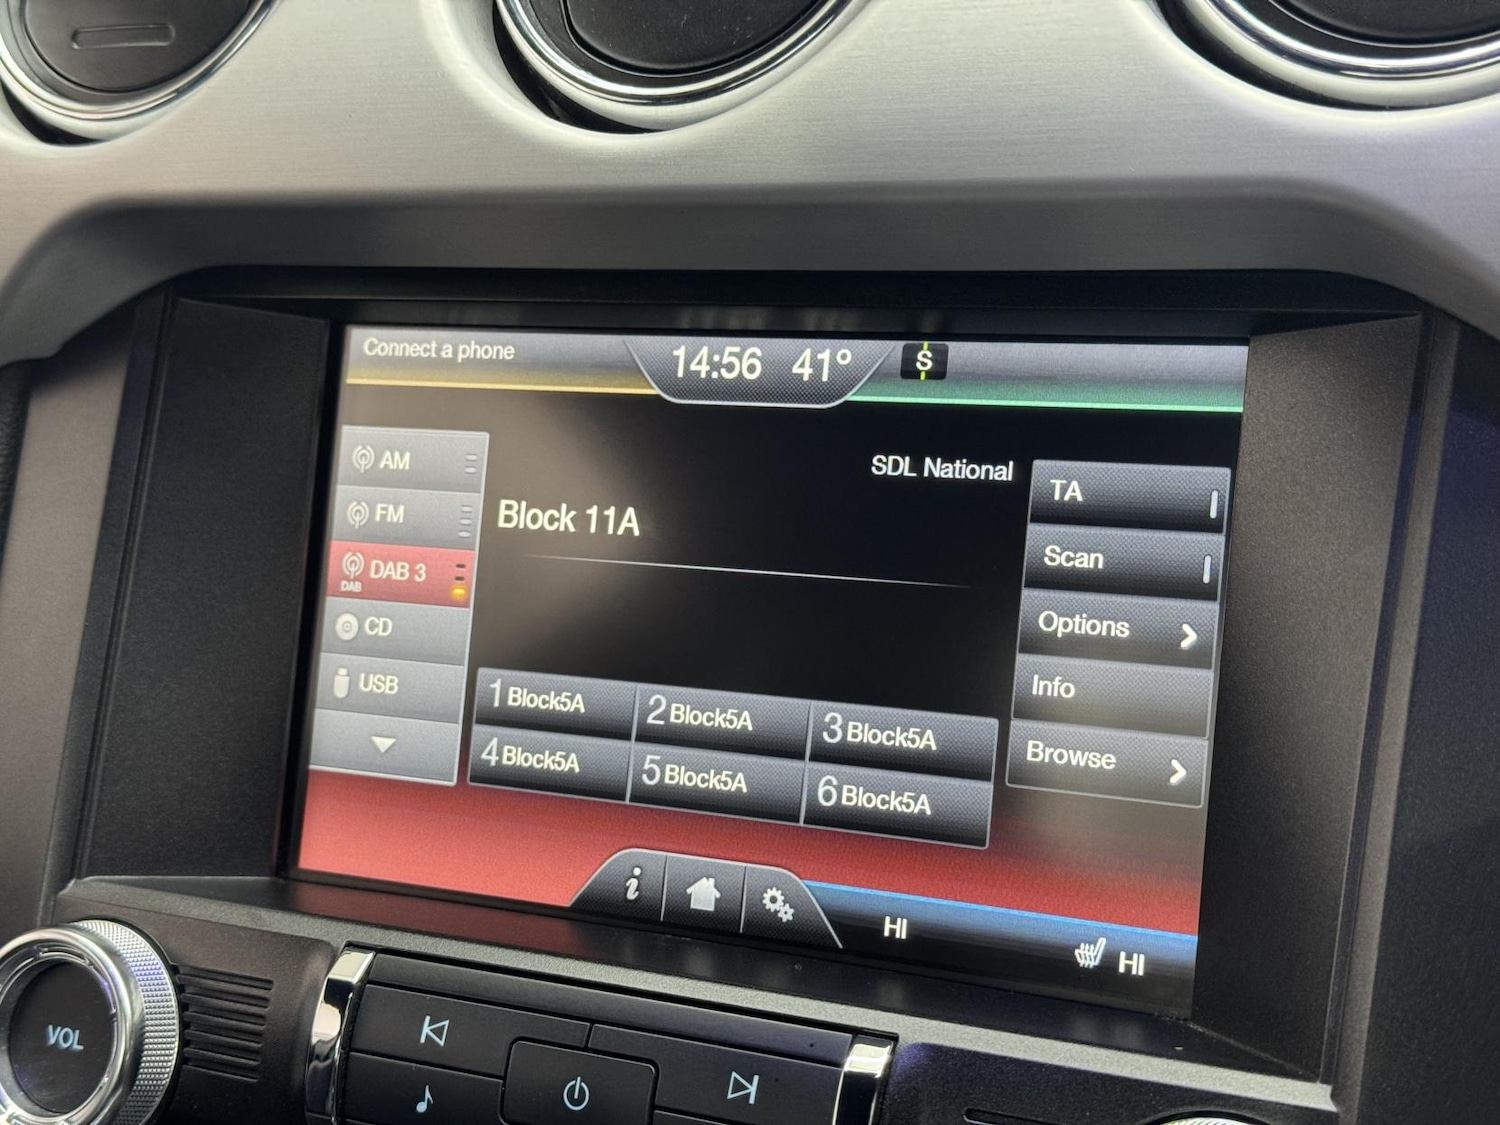 Connect a phone
14:56 41°
S
SDL National
Block 11A
AM
FM
DAB 3
DAB
CD
USB
TA
Scan
Options
Info
Browse
1 Block5A
2 Block5A
3 Block5A
4 Block5A
5 Block5A
6 Block5A
i
HI
HI
VOL